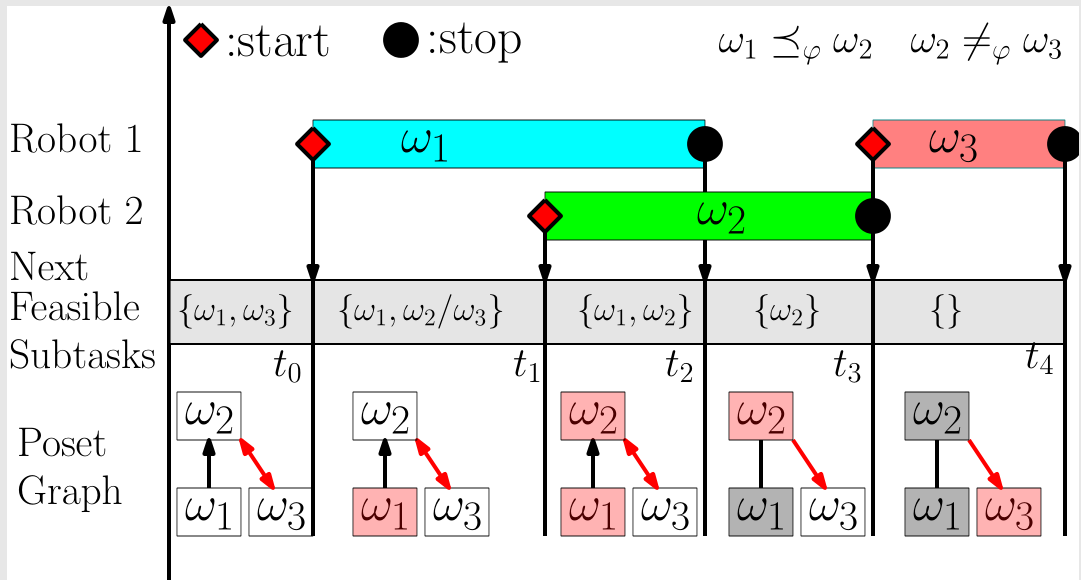 :start :stop ω₁ ⪯φ ω₂ ω₂ ≠φ ω₃
Robot 1 ω₁ ω₃
Robot 2 ω₂
Next
Feasible {ω₁, ω₃} {ω₁, ω₂/ω₃} {ω₁, ω₂} {ω₂} {}
Subtasks t₀ t₁ t₂ t₃ t₄
ω₂ ω₂ ω₂ ω₂ ω₂
Poset
Graph
ω₁ ω₃ ω₁ ω₃ ω₁ ω₃ ω₁ ω₃ ω₁ ω₃